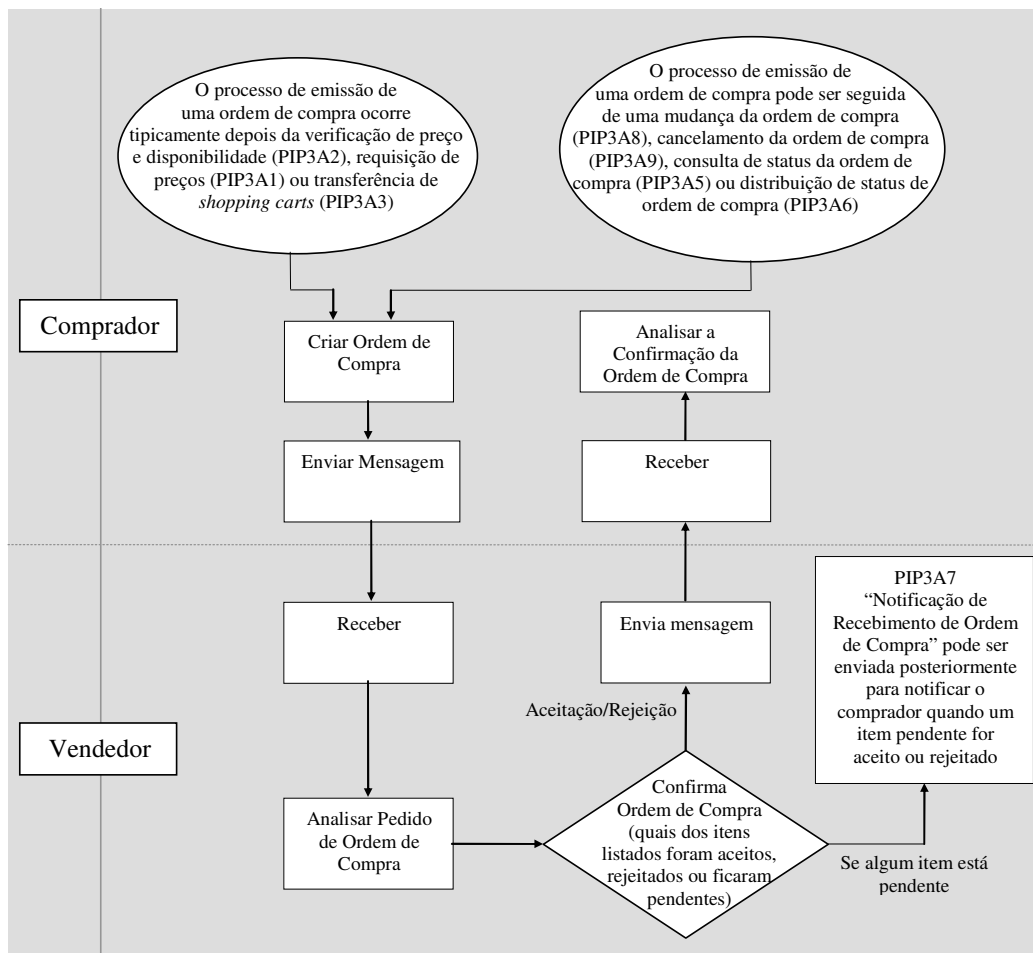 O processo de emissão de
uma ordem de compra ocorre
tipicamente depois da verificação de preço
e disponibilidade (PIP3A2), requisição de
preços (PIP3A1) ou transferência de
shopping carts (PIP3A3)
O processo de emissão de
uma ordem de compra pode ser seguida
de uma mudança da ordem de compra
(PIP3A8), cancelamento da ordem de compra
(PIP3A9), consulta de status da ordem de
compra (PIP3A5) ou distribuição de status de
ordem de compra (PIP3A6)
Comprador
Criar Ordem de
Compra
Analisar a
Confirmação da
Ordem de Compra
Enviar Mensagem
Receber
Receber
Envia mensagem
PIP3A7
“Notificação de
Recebimento de Ordem
de Compra” pode ser
enviada posteriormente
para notificar o
comprador quando um
item pendente for
aceito ou rejeitado
Aceitação/Rejeição
Vendedor
Analisar Pedido
de Ordem de
Compra
Confirma
Ordem de Compra
(quais dos itens
listados foram aceitos,
rejeitados ou ficaram
pendentes)
Se algum item está
pendente